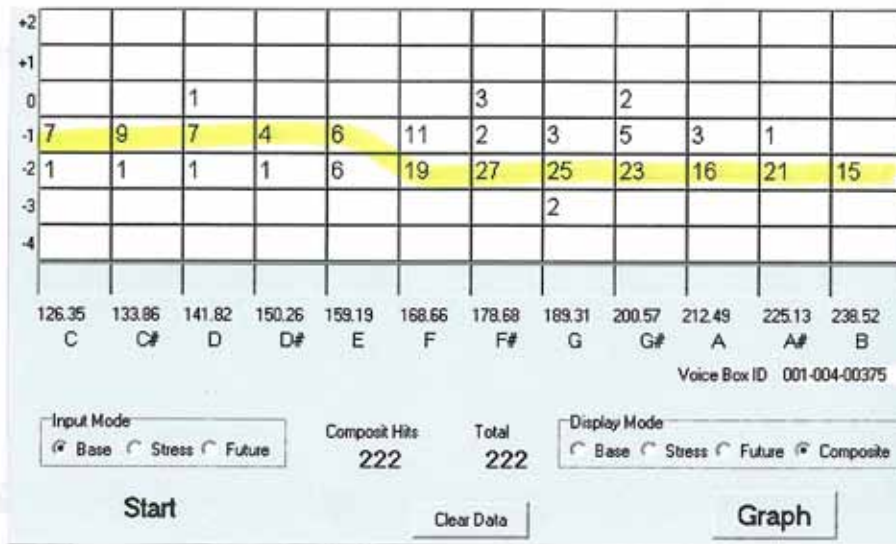 +2
+1
0 1 3 2
-1 7 9 7 4 6 11 2 3 5 3 1
-2 1 1 1 1 6 19 27 25 23 16 21 15
-3 2
-4
126.35 133.86 141.82 150.26 159.19 168.66 178.68 189.31 200.57 212.49 225.13 238.52
C C# D D# E F F# G G# A A# B
Voice Box ID 001-004-00375
Input Mode
Base Stress Future
Composit Hits Total
222 222
Display Mode
Base Stress Future Composite
Start
Clear Data
Graph